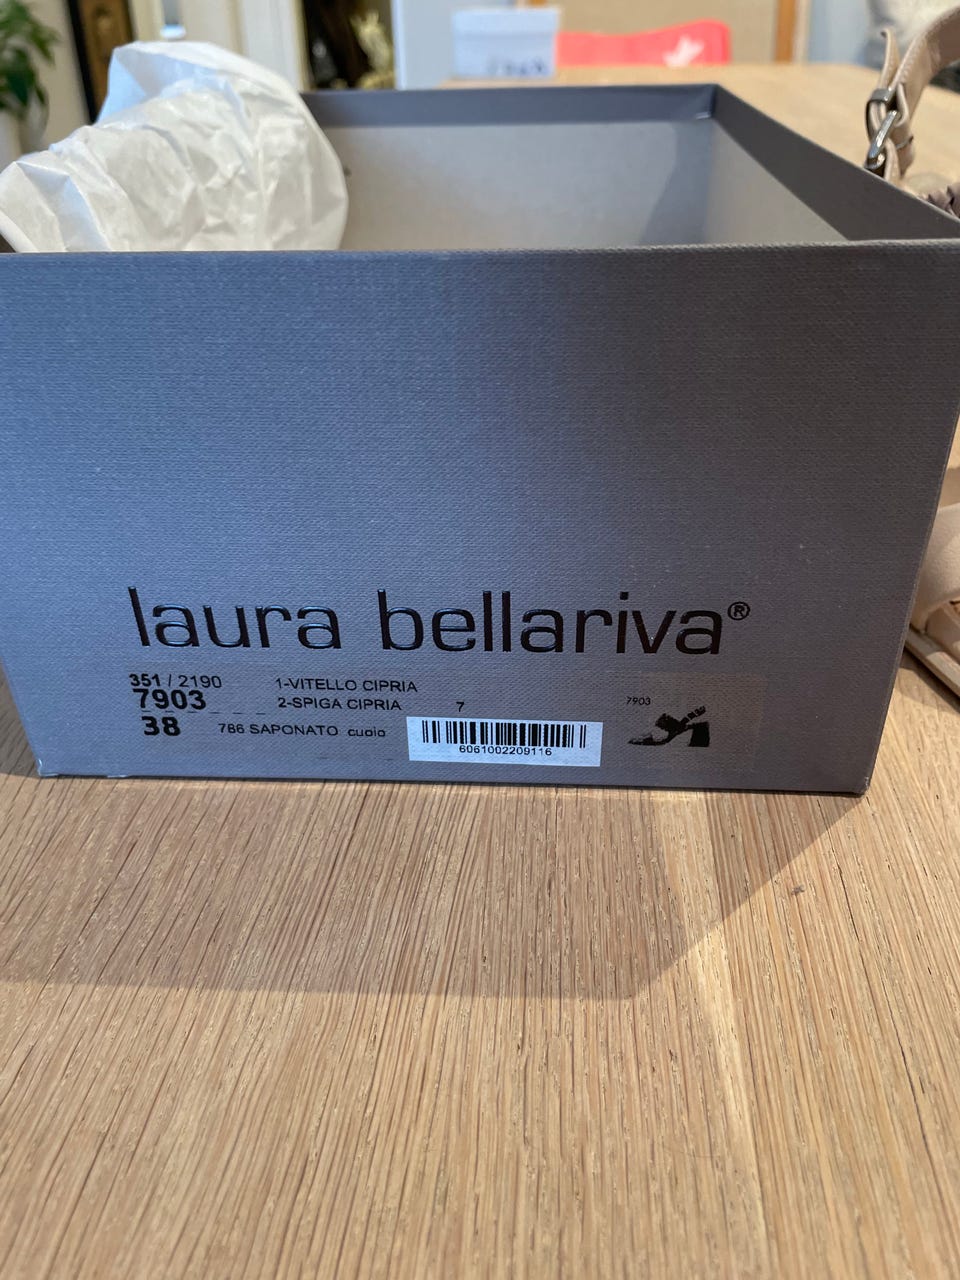 laura bellariva®
351 / 2190
1-VITELLO CIPRIA
7903
2-SPIGA CIPRIA
7
7903
38
786 SAPONATO cuoio
6061002209116